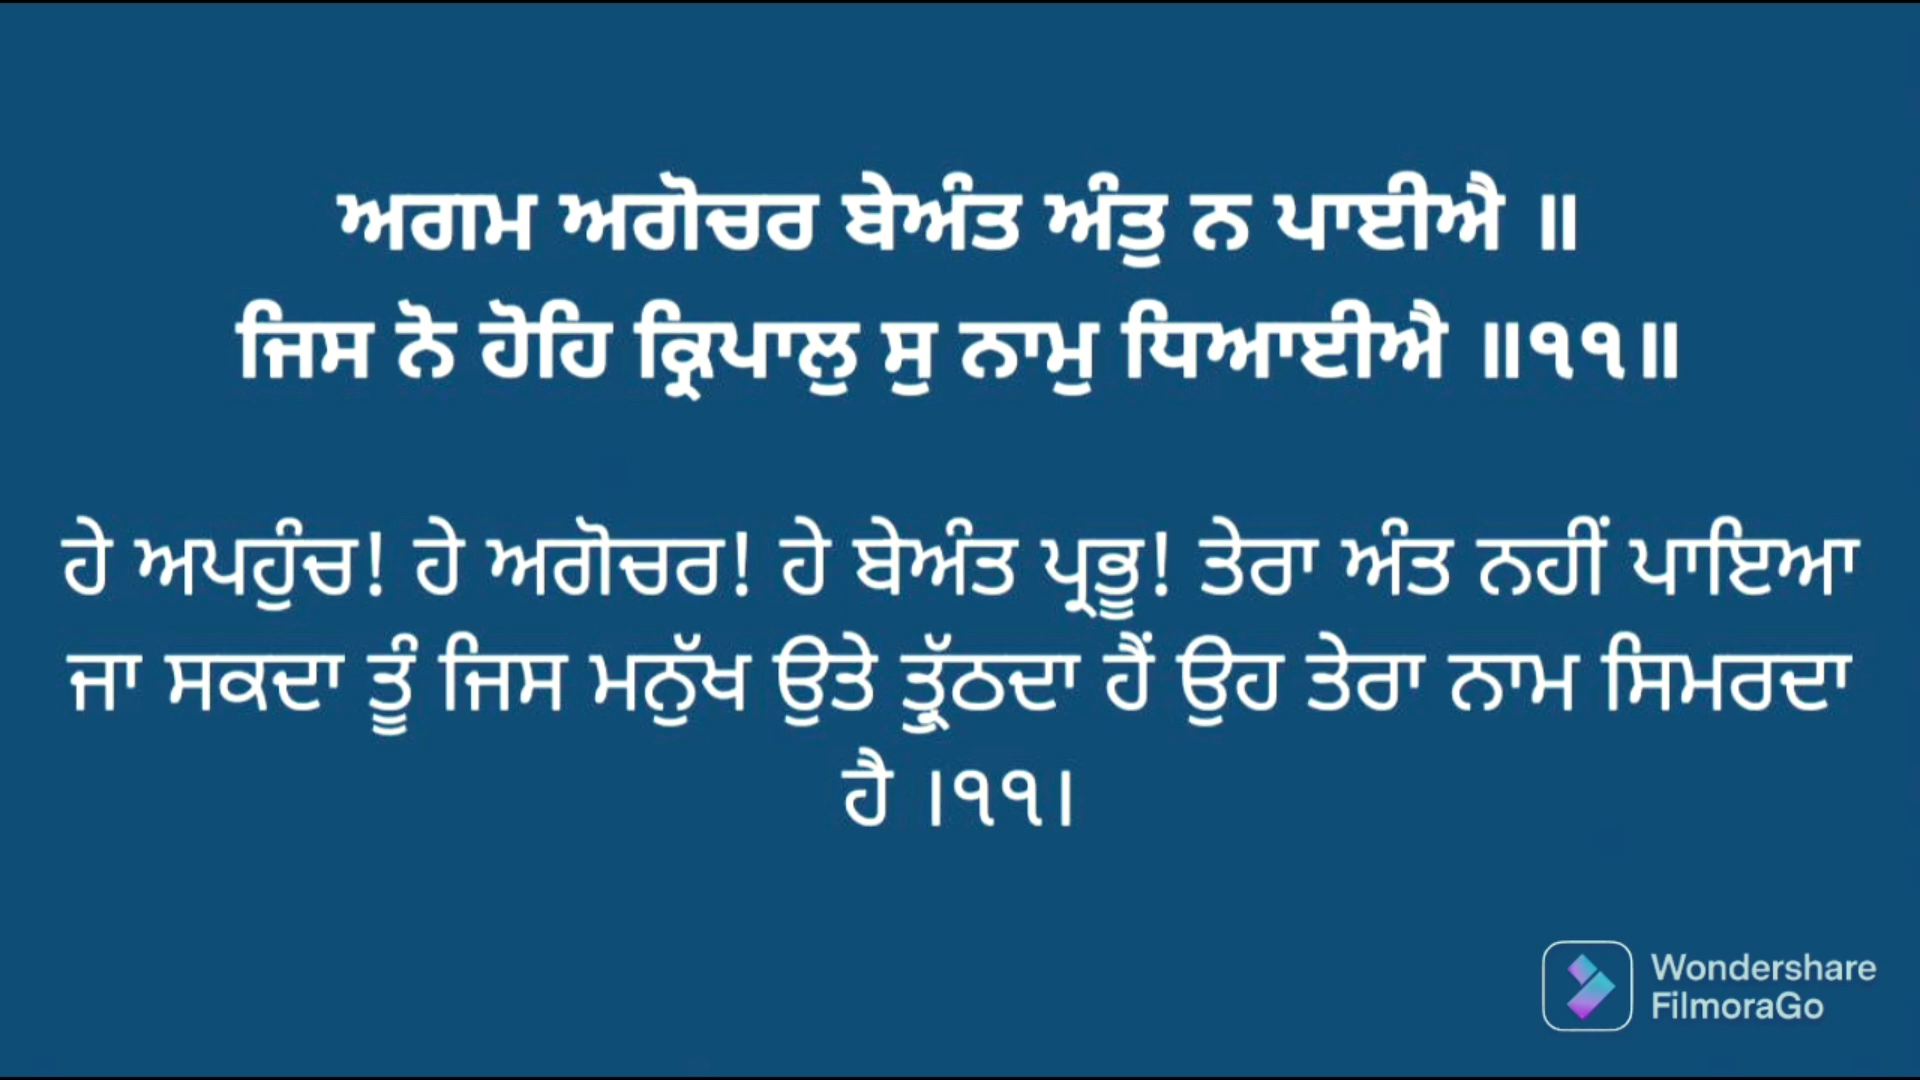 ਅਗਮ ਅਗੋਚਰ ਬੇਅੰਤ ਅੰਤੁ ਨ ਪਾਈਐ ॥
ਜਿਸ ਨੋ ਹੋਹਿ ਕ੍ਰਿਪਾਲੁ ਸੁ ਨਾਮੁ ਧਿਆਈਐ ॥੧੧॥
ਹੇ ਅਪਹੁੰਚ! ਹੇ ਅਗੋਚਰ! ਹੇ ਬੇਅੰਤ ਪ੍ਰਭੂ! ਤੇਰਾ ਅੰਤ ਨਹੀਂ ਪਾਇਆ
ਜਾ ਸਕਦਾ ਤੂੰ ਜਿਸ ਮਨੁੱਖ ਉਤੇ ਤ੍ਰੁੱਠਦਾ ਹੈਂ ਉਹ ਤੇਰਾ ਨਾਮ ਸਿਮਰਦਾ
ਹੈ ।੧੧।
Wondershare
FilmoraGo